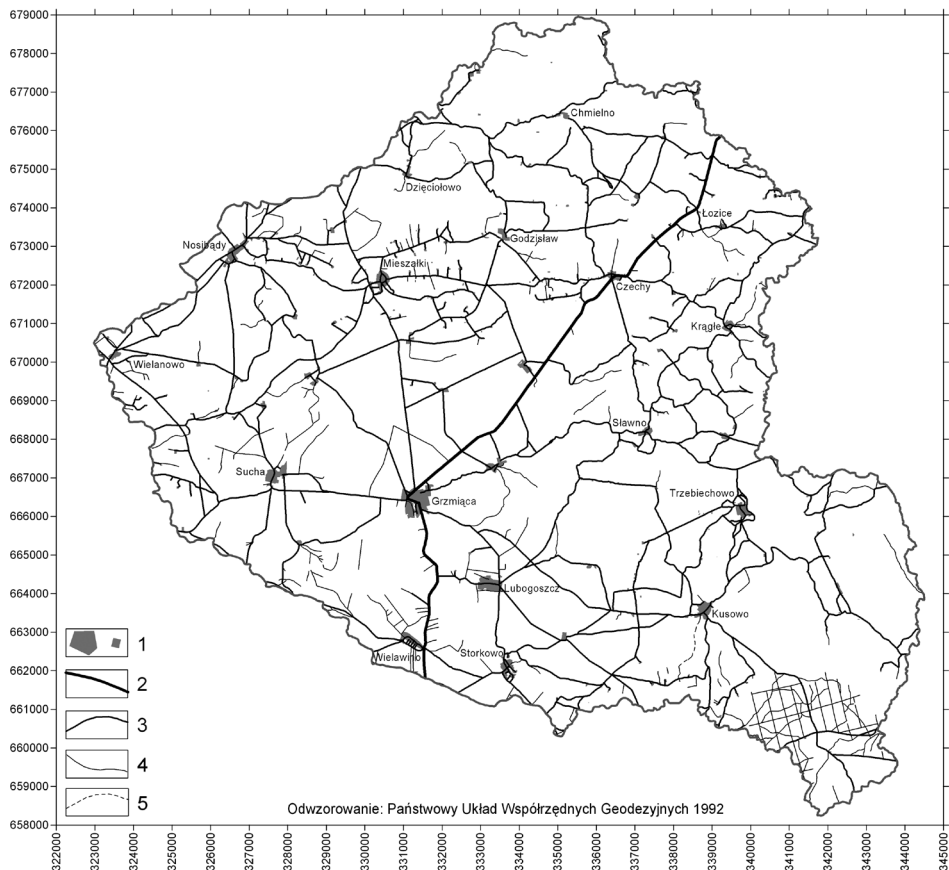 679000
678000
677000
676000
675000
674000
673000
672000
671000
670000
669000
668000
667000
666000
665000
664000
663000
662000
661000
660000
659000
658000
Chmielno
Dzięciołowo
Łozice
Nosibądy
Godzisław
Mieszałki
Czechy
Krągłe
Wielanowo
Sławno
Sucha
Trzebiechowo
Grzmiąca
Lubogoszcz
Kusowo
Wielawino
Storkowo
1
2
3
4
5
Odwzorowanie: Państwowy Układ Współrzędnych Geodezyjnych 1992
322000
323000
324000
325000
326000
327000
328000
329000
330000
331000
332000
333000
334000
335000
336000
337000
338000
339000
340000
341000
342000
343000
344000
345000